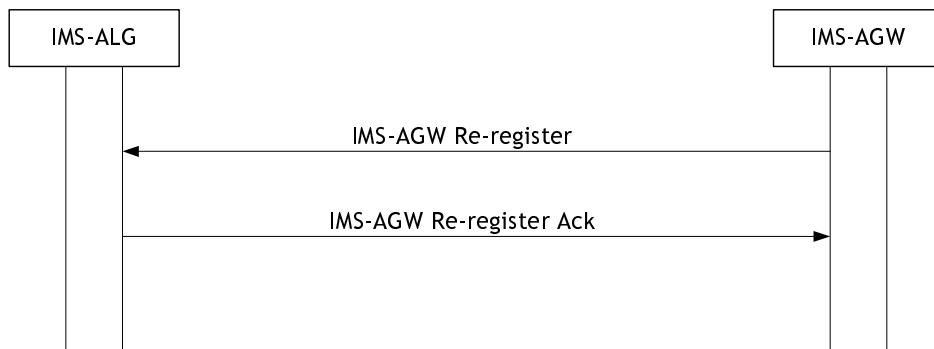 IMS-ALG
IMS-AGW
IMS-AGW Re-register
IMS-AGW Re-register Ack